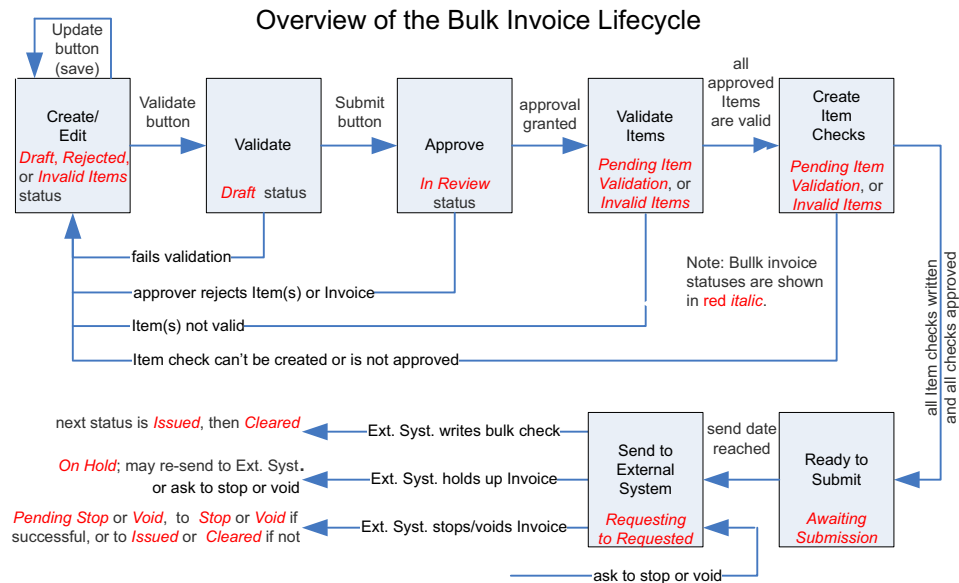 Overview of the Bulk Invoice Lifecycle
Update
button
(save)
Create/
Edit
Draft, Rejected,
or Invalid Items
status
Validate
button
Validate
Draft status
Submit
button
Approve
In Review
status
approval
granted
Validate
Items
Pending Item
Validation, or
Invalid Items
all
approved
Items
are valid
Create
Item
Checks
Pending Item
Validation, or
Invalid Items
fails validation
approver rejects Item(s) or Invoice
Item(s) not valid
Item check can't be created or is not approved
Note: Bullk invoice
statuses are shown
in red italic.
all Item checks written
and all checks approved
next status is Issued, then Cleared
Ext. Syst. writes bulk check
On Hold; may re-send to Ext. Syst.
or ask to stop or void
Ext. Syst. holds up Invoice
Pending Stop or Void, to Stop or Void if
successful, or to Issued or Cleared if not
Ext. Syst. stops/voids Invoice
Send to
External
System
Requesting
to Requested
send date
reached
Ready to
Submit
Awaiting
Submission
ask to stop or void